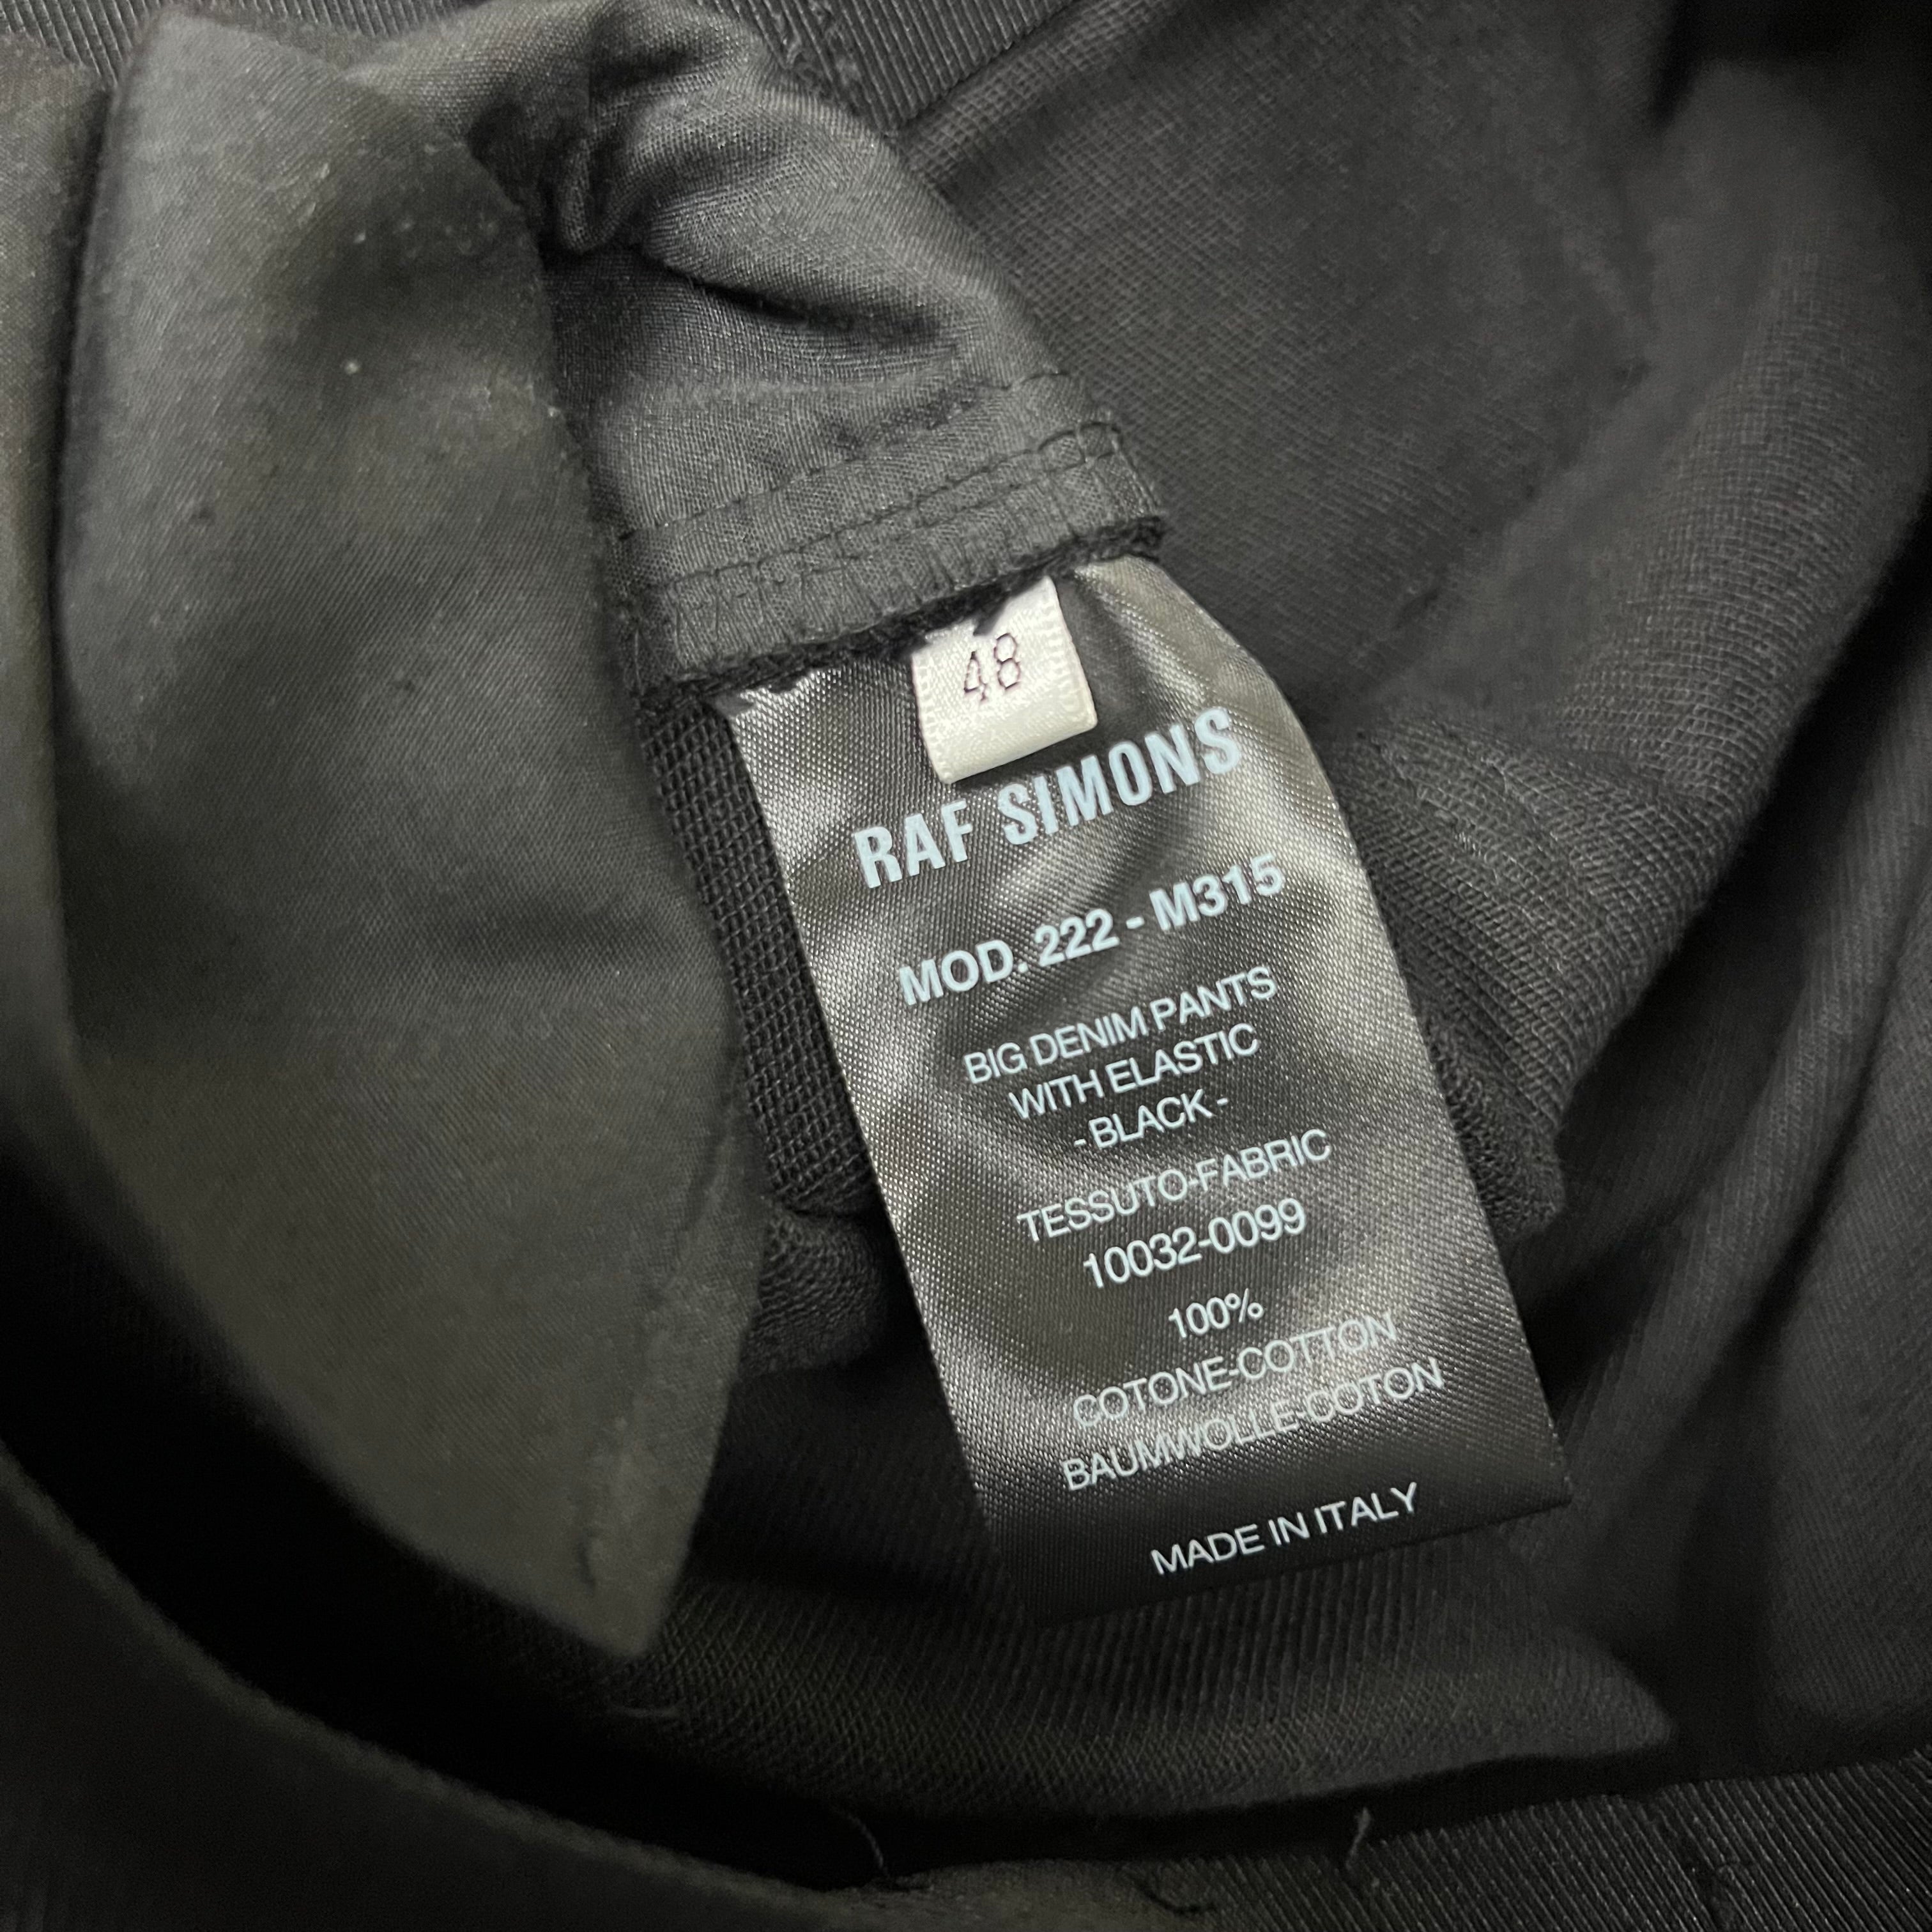 48
RAF SIMONS
MOD. 222 - M315
BIG DENIM PANTS
WITH ELASTIC
- BLACK -
TESSUTO-FABRIC
10032-0099
100%
COTONE-COTTON
BAUMWOLLE-COTON
MADE IN ITALY